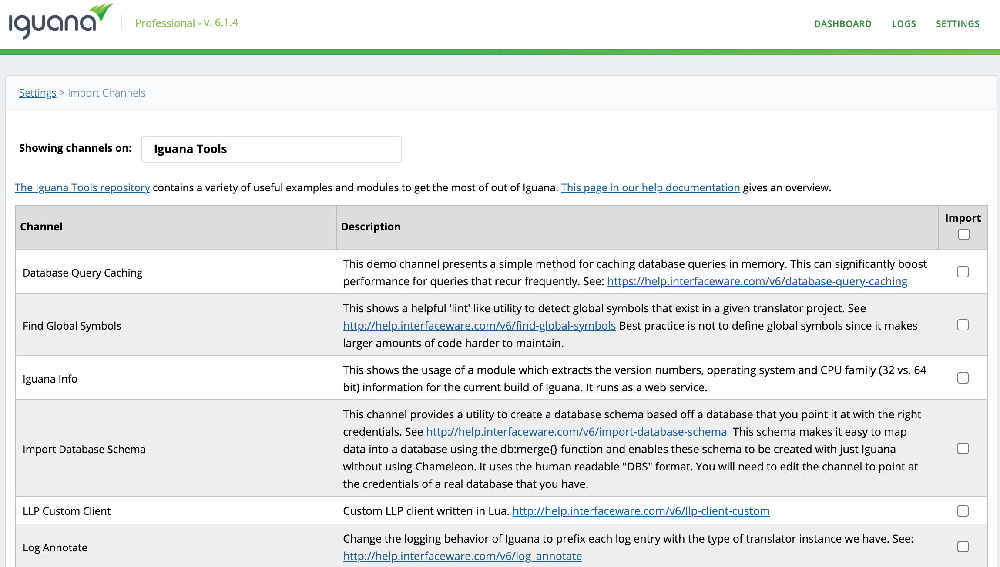 Iguana
Professional - v. 6.1.4
DASHBOARD
LOGS
SETTINGS
Settings > Import Channels
Showing channels on:
Iguana Tools
The Iguana Tools repository contains a variety of useful examples and modules to get the most of out of Iguana. This page in our help documentation gives an overview.
Channel
Description
Import
Database Query Caching
This demo channel presents a simple method for caching database queries in memory. This can significantly boost
performance for queries that recur frequently. See: https://help.interfaceware.com/v6/database-query-caching
Find Global Symbols
This shows a helpful 'lint' like utility to detect global symbols that exist in a given translator project. See
http://help.interfaceware.com/v6/find-global-symbols Best practice is not to define global symbols since it makes
larger amounts of code harder to maintain.
Iguana Info
This shows the usage of a module which extracts the version numbers, operating system and CPU family (32 vs. 64
bit) information for the current build of Iguana. It runs as a web service.
Import Database Schema
This channel provides a utility to create a database schema based off a database that you point it at with the right
credentials. See http://help.interfaceware.com/v6/import-database-schema This schema makes it easy to map
data into a database using the db:merge{} function and enables these schema to be created with just Iguana
without using Chameleon. It uses the human readable "DBS" format. You will need to edit the channel to point at
the credentials of a real database that you have.
LLP Custom Client
Custom LLP client written in Lua. http://help.interfaceware.com/v6/llp-client-custom
Log Annotate
Change the logging behavior of Iguana to prefix each log entry with the type of translator instance we have. See:
http://help.interfaceware.com/v6/log_annotate